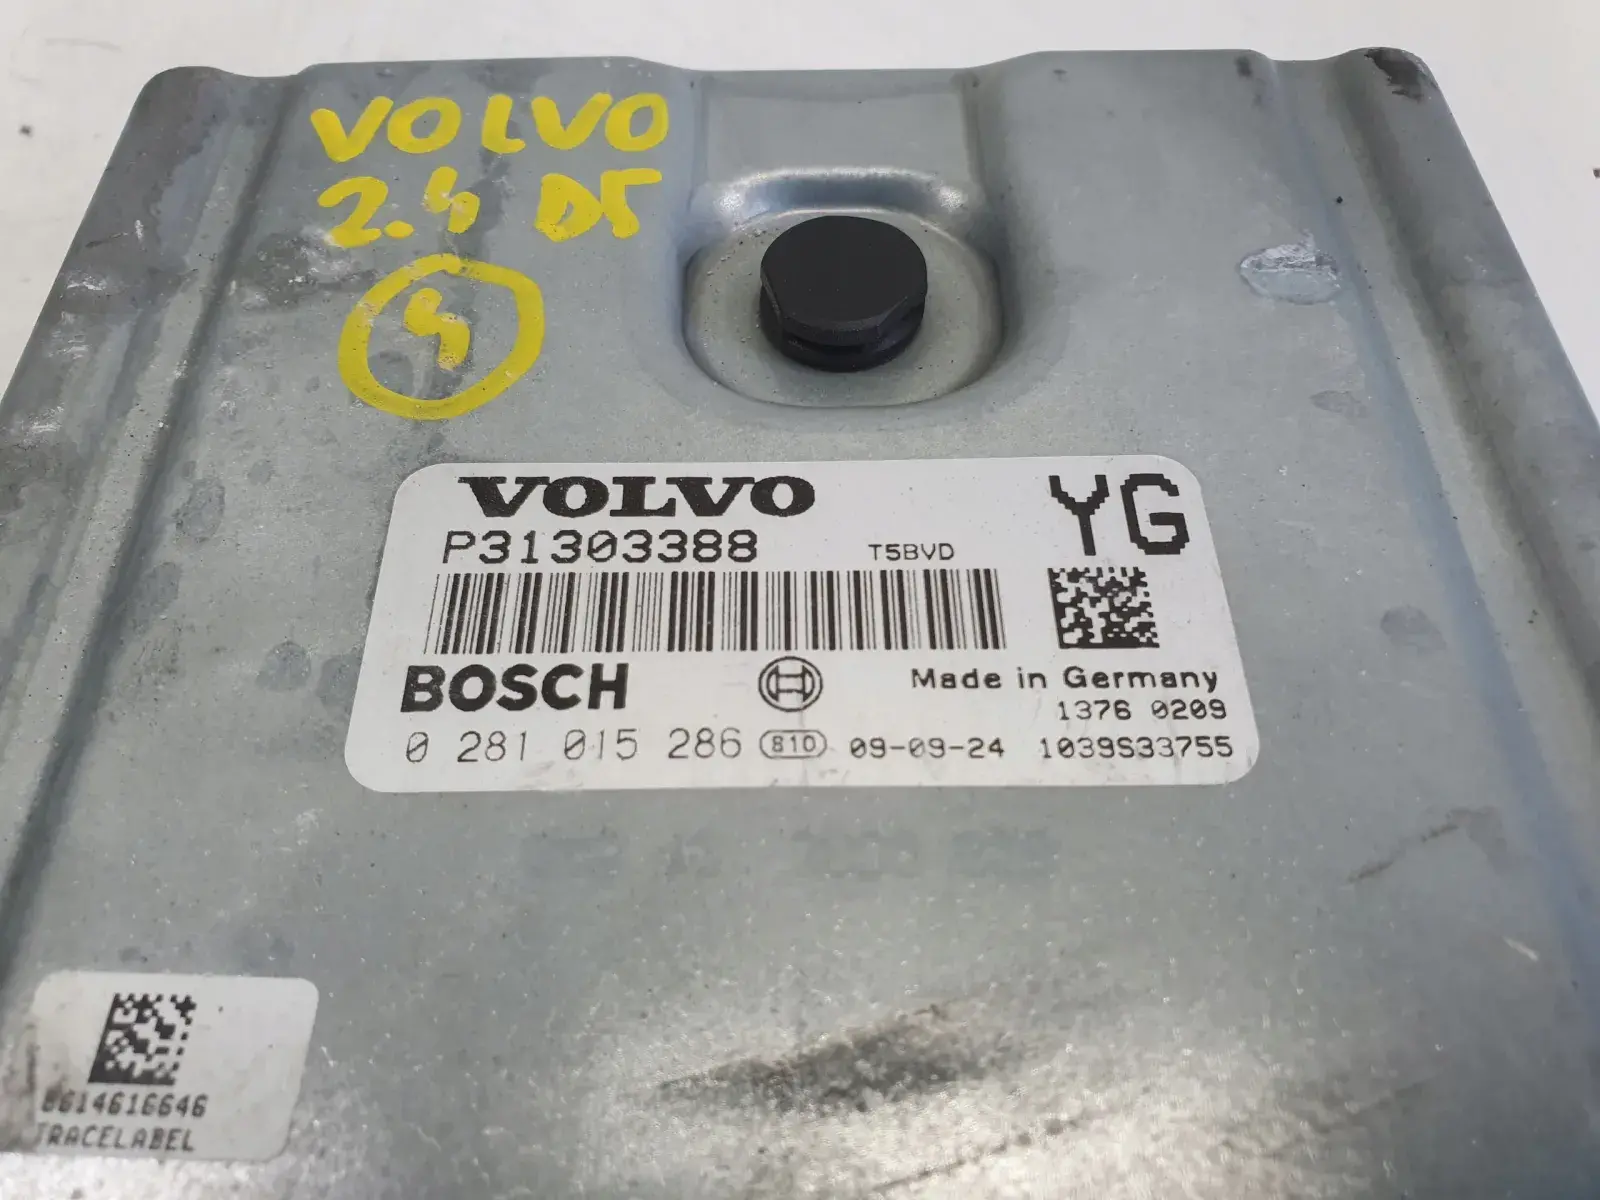 VOLVO
2.4 D5
4
VOLVO
YG
P31303388 T5BVD
BOSCH Made in Germany
1376 0209
0 281 015 286 810 09-09-24 1039S33755
8614616646
TRACELABEL